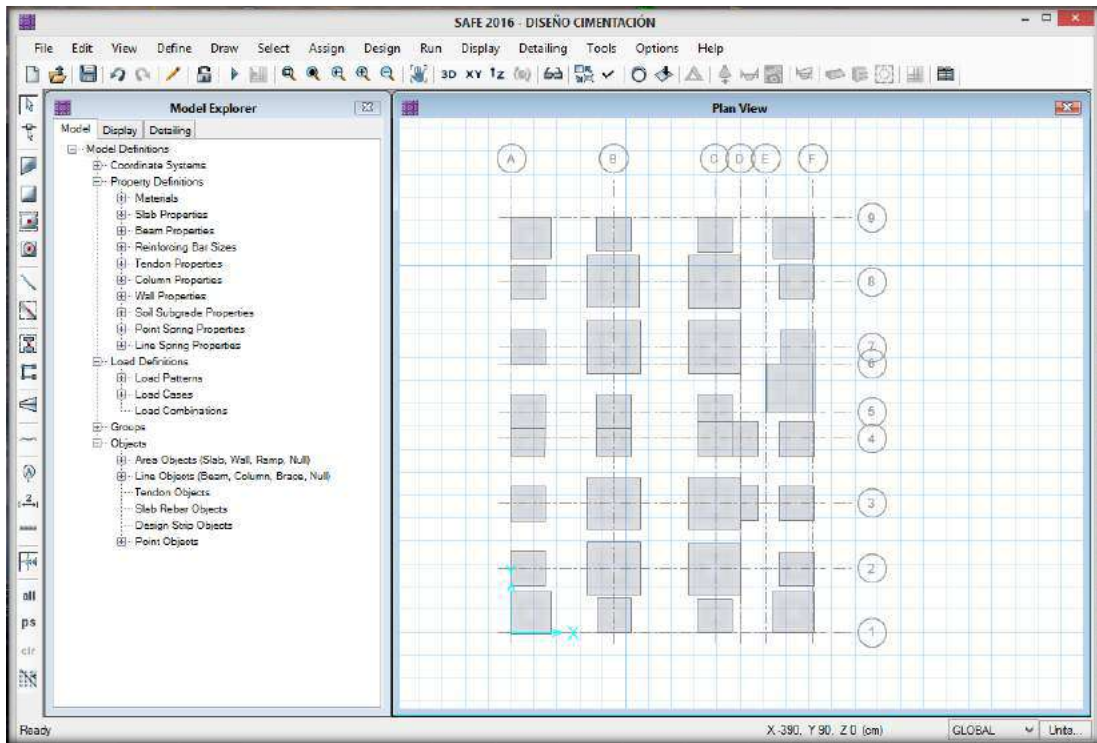 SAFE 2016 - DISEÑO CIMENTACIÓN
File Edit View Define Draw Select Assign Design Run Display Detailing Tools Options Help
3D XY 1Z
Model Explorer
Model Display Detailing
Model Definitions
Coordinate Systems
Property Definitions
Materials
Slab Properties
Beam Properties
Reinforcing Bar Sizes
Tendon Properties
Column Properties
Wall Properties
Soil Subgrade Properties
Point Spring Properties
Line Spring Properties
Load Definitions
Load Patterns
Load Cases
Load Combinations
Groups
Objects
Area Objects (Slab, Wall, Ramp, Null)
Line Objects (Beam, Column, Brace, Null)
Tendon Objects
Slab Rebar Objects
Design Strip Objects
Point Objects
all
ps
clr
Plan View
A B C D E F
9
8
7
6
5
4
3
2
1
Y
X
Ready
X -390, Y 90, Z 0 (cm) GLOBAL Units...